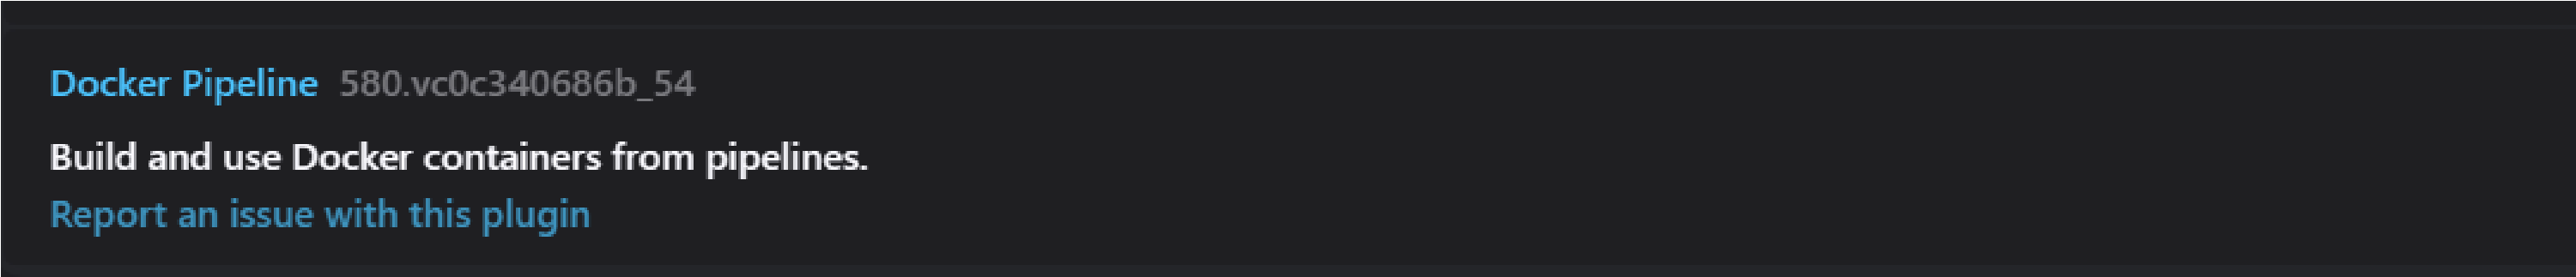 Docker Pipeline 580.vc0c340686b_54
Build and use Docker containers from pipelines.
Report an issue with this plugin